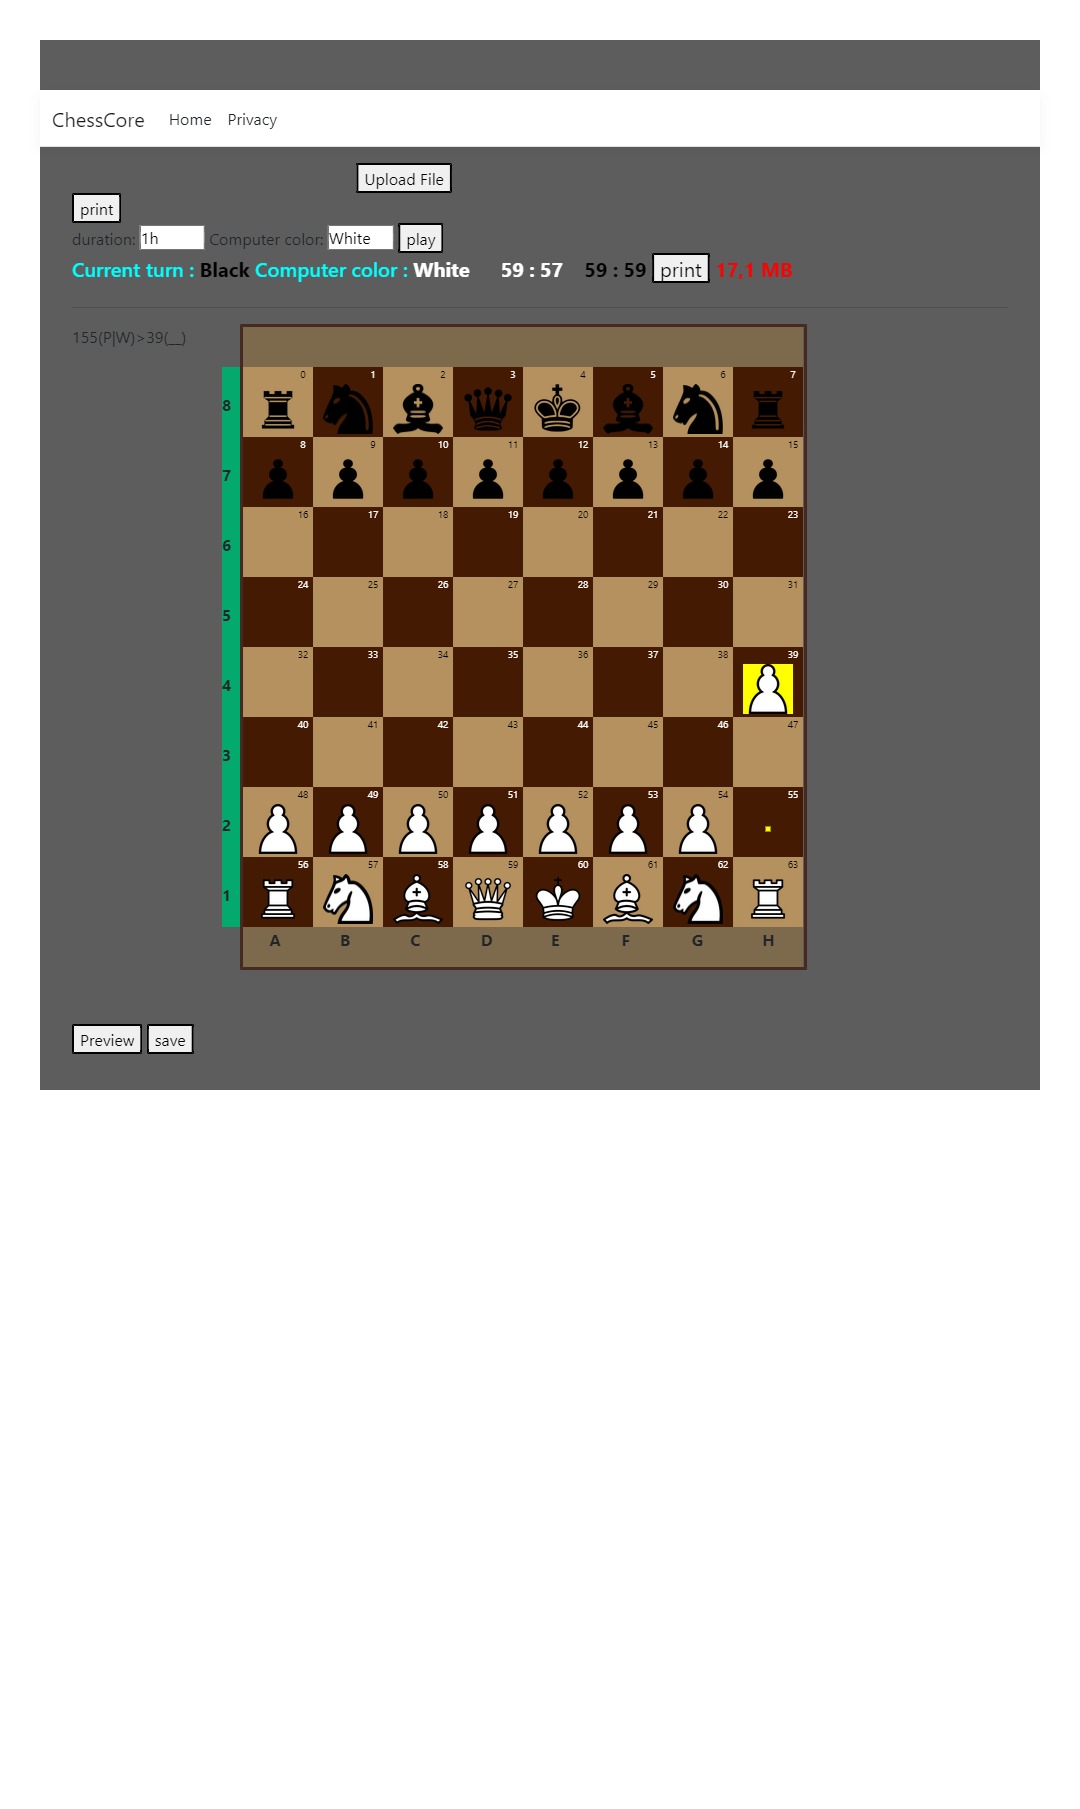 ChessCore Home Privacy
Upload File
print
duration: 1h Computer color: White play
Current turn : Black Computer color : White 59 : 57 59 : 59 print 17,1 MB
155(P|W)>39(__)
0 1 2 3 4 5 6 7
8
8 9 10 11 12 13 14 15
7
16 17 18 19 20 21 22 23
6
24 25 26 27 28 29 30 31
5
32 33 34 35 36 37 38 39
4
40 41 42 43 44 45 46 47
3
48 49 50 51 52 53 54 55
2
56 57 58 59 60 61 62 63
1
A B C D E F G H
Preview save